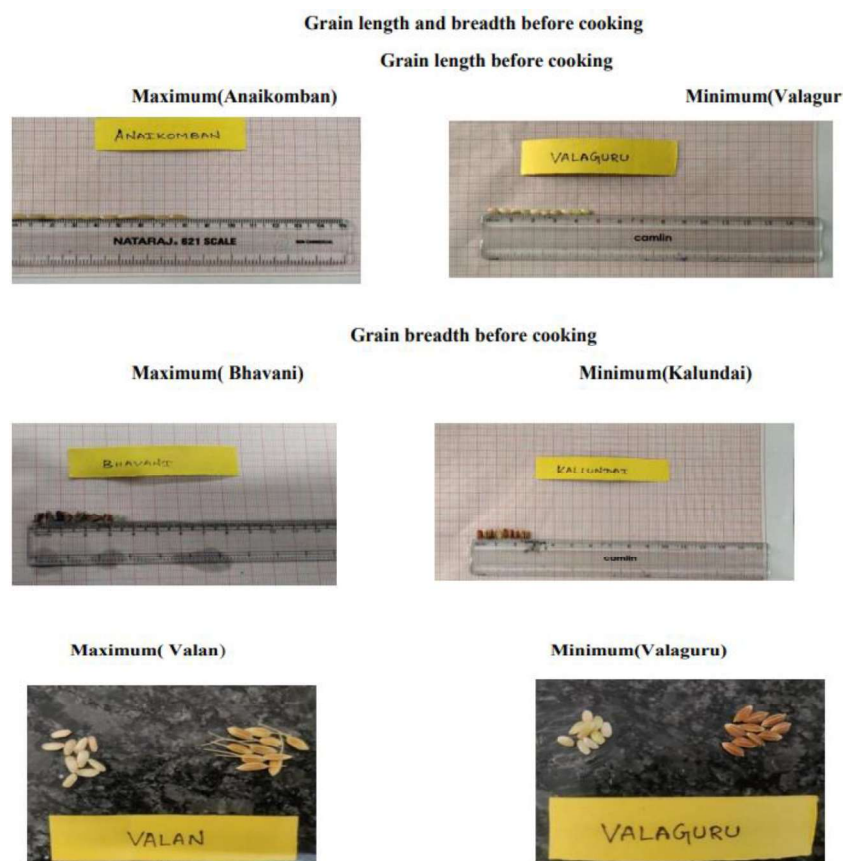 Grain length and breadth before cooking
Grain length before cooking
Maximum(Anaikomban)
Minimum(Valagur
ANAIKOMBAN
VALAGURU
NATARAJ 621 SCALE
camlin
Grain breadth before cooking
Maximum( Bhavani)
Minimum(Kalundai)
BHAVANI
KALUNDAI
camlin
Maximum( Valan)
Minimum(Valaguru)
VALAN
VALAGURU